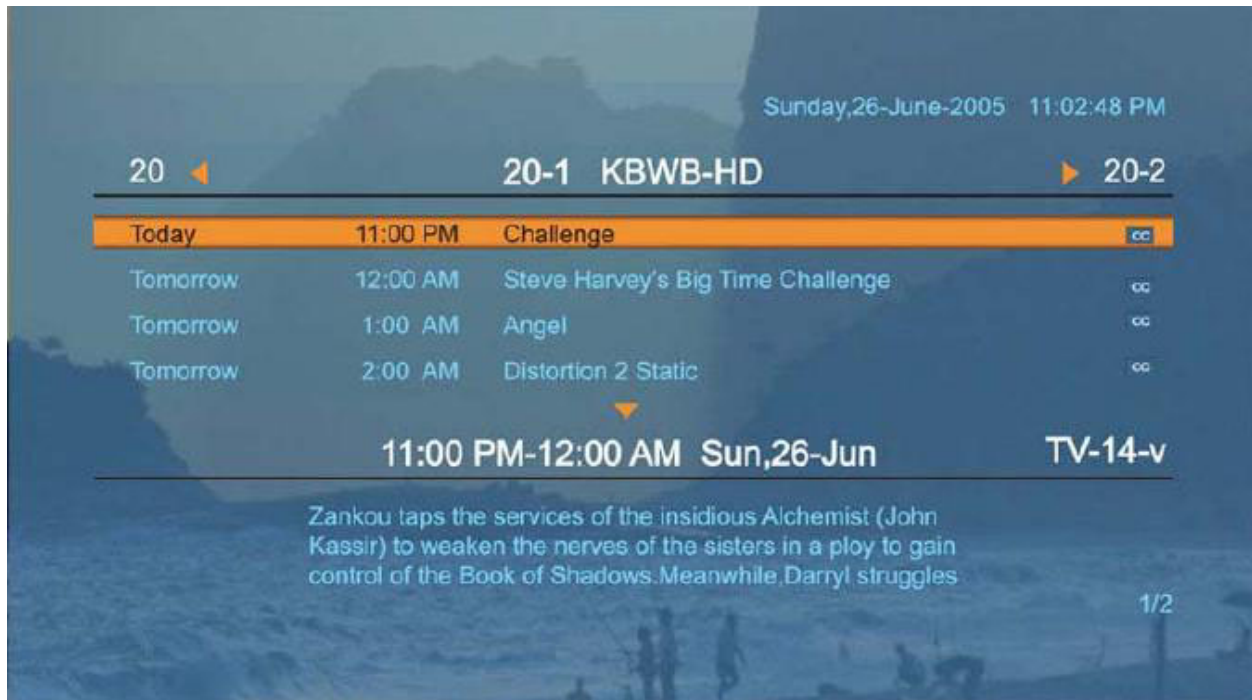 Sunday,26-June-2005 11:02:48 PM
20 20-1 KBWB-HD 20-2
Today 11:00 PM Challenge cc
Tomorrow 12:00 AM Steve Harvey's Big Time Challenge cc
Tomorrow 1:00 AM Angel cc
Tomorrow 2:00 AM Distortion 2 Static cc
11:00 PM-12:00 AM Sun,26-Jun TV-14-v
Zankou taps the services of the insidious Alchemist (John
Kassir) to weaken the nerves of the sisters in a ploy to gain
control of the Book of Shadows.Meanwhile,Darryl struggles
1/2